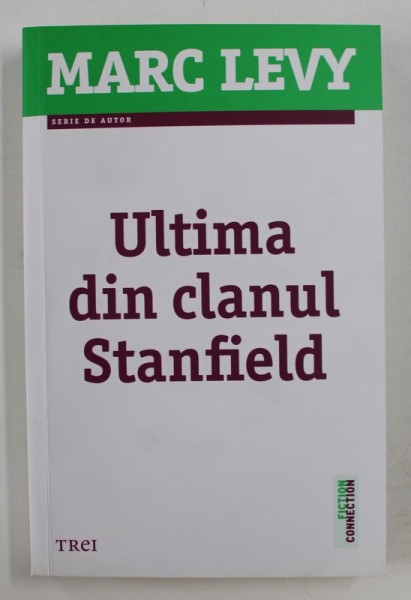 MARC LEVY
SERIE DE AUTOR
Ultima
din clanul
Stanfield
FICTION
CONNECTION
TREI